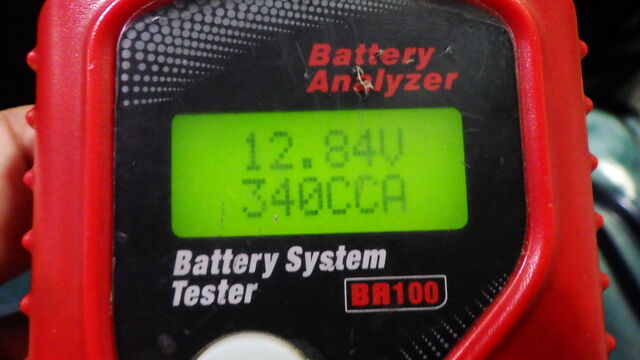 Battery
Analyzer
12.84V
340CCA
Battery System
Tester
BA100